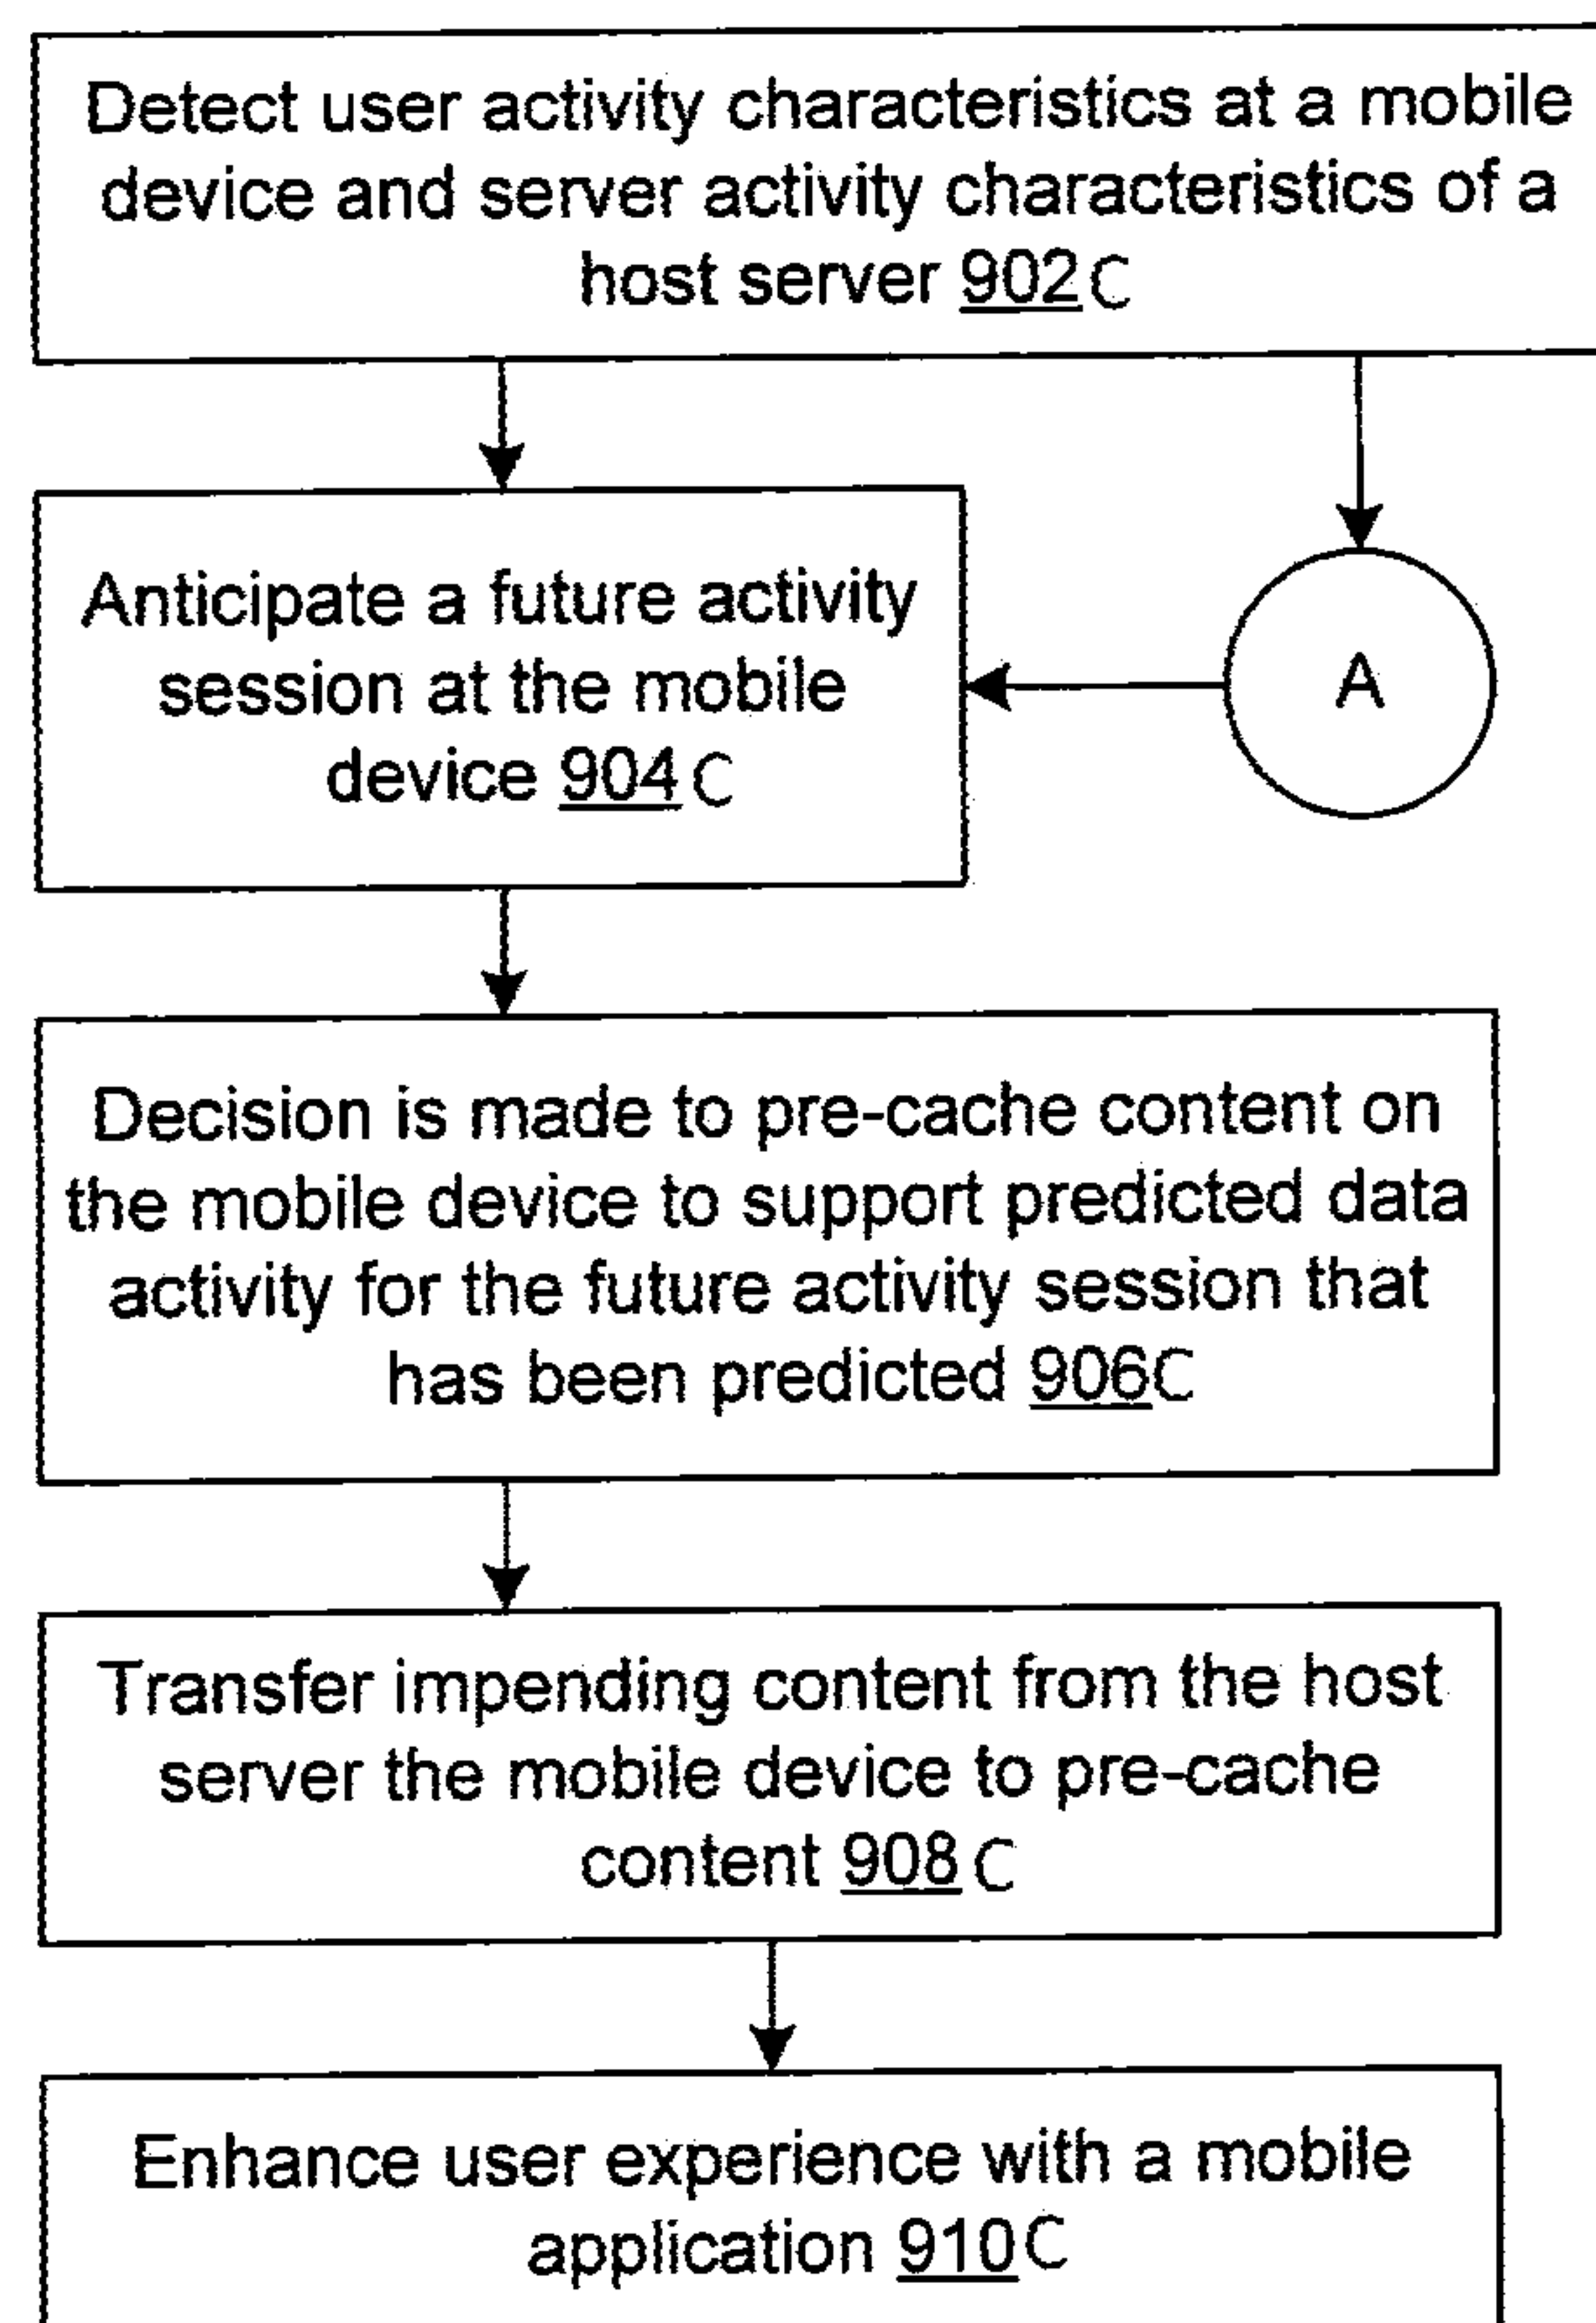 Detect user activity characteristics at a mobile
device and server activity characteristics of a
host server 902C
Anticipate a future activity
session at the mobile
device 904C
A
Decision is made to pre-cache content on
the mobile device to support predicted data
activity for the future activity session that
has been predicted 906C
Transfer impending content from the host
server the mobile device to pre-cache
content 908C
Enhance user experience with a mobile
application 910C